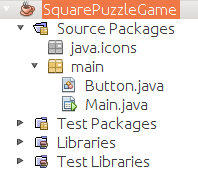 SquarePuzzleGame
Source Packages
java.icons
main
Button.java
Main.java
Test Packages
Libraries
Test Libraries